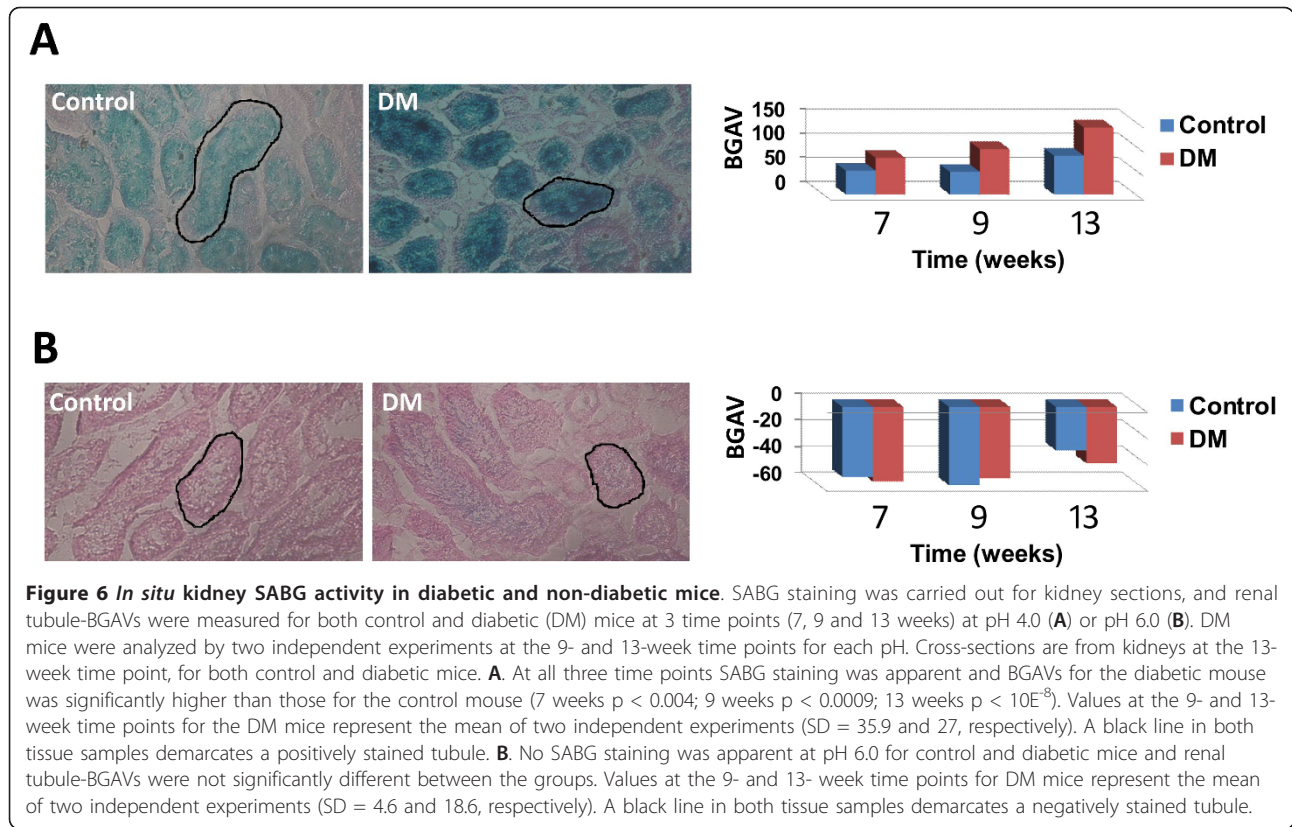 A
Control
DM
150
100
50
0
BGAV
7
9
13
Time (weeks)
Control
DM
B
Control
DM
0
-20
-40
-60
BGAV
7
9
13
Time (weeks)
Control
DM
Figure 6 In situ kidney SABG activity in diabetic and non-diabetic mice. SABG staining was carried out for kidney sections, and renal
tubule-BGAVs were measured for both control and diabetic (DM) mice at 3 time points (7, 9 and 13 weeks) at pH 4.0 (A) or pH 6.0 (B). DM
mice were analyzed by two independent experiments at the 9- and 13-week time points for each pH. Cross-sections are from kidneys at the 13-
week time point, for both control and diabetic mice. A. At all three time points SABG staining was apparent and BGAVs for the diabetic mouse
was significantly higher than those for the control mouse (7 weeks p < 0.004; 9 weeks p < 0.0009; 13 weeks p < 10E⁻⁸). Values at the 9- and 13-
week time points for the DM mice represent the mean of two independent experiments (SD = 35.9 and 27, respectively). A black line in both
tissue samples demarcates a positively stained tubule. B. No SABG staining was apparent at pH 6.0 for control and diabetic mice and renal
tubule-BGAVs were not significantly different between the groups. Values at the 9- and 13- week time points for DM mice represent the mean
of two independent experiments (SD = 4.6 and 18.6, respectively). A black line in both tissue samples demarcates a negatively stained tubule.